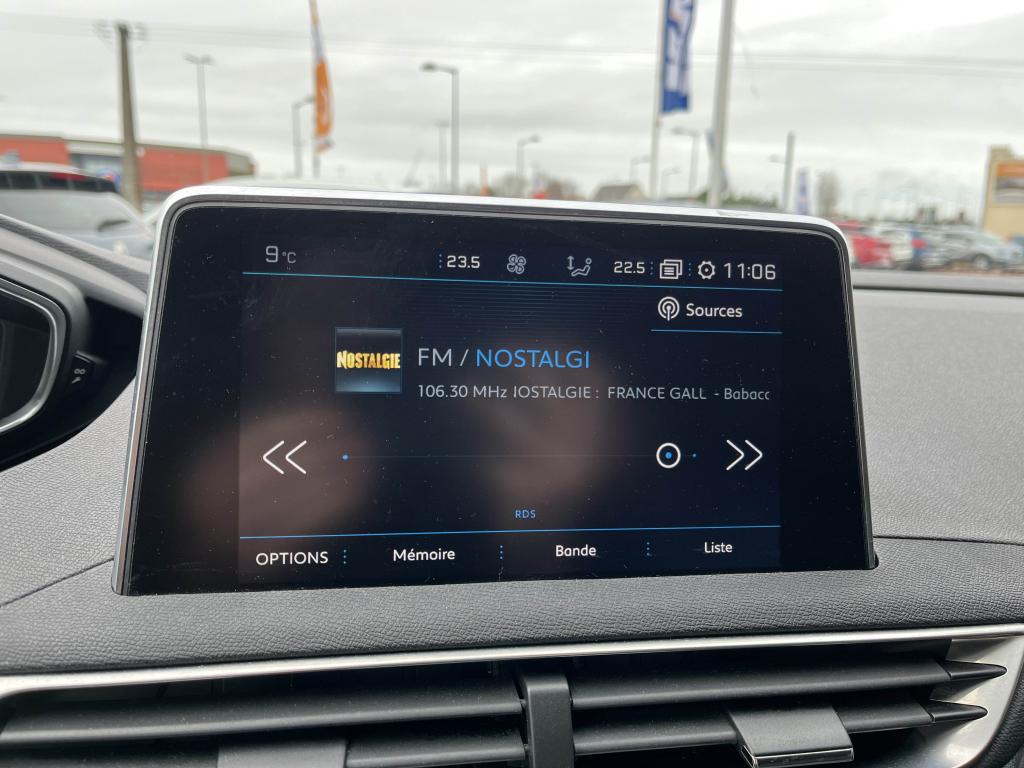 9°C 23.5 22.5 11:06
Sources
NOSTALGIE
FM / NOSTALGI
106.30 MHz IOSTALGIE : FRANCE GALL - Babacc
RDS
OPTIONS Mémoire Bande Liste